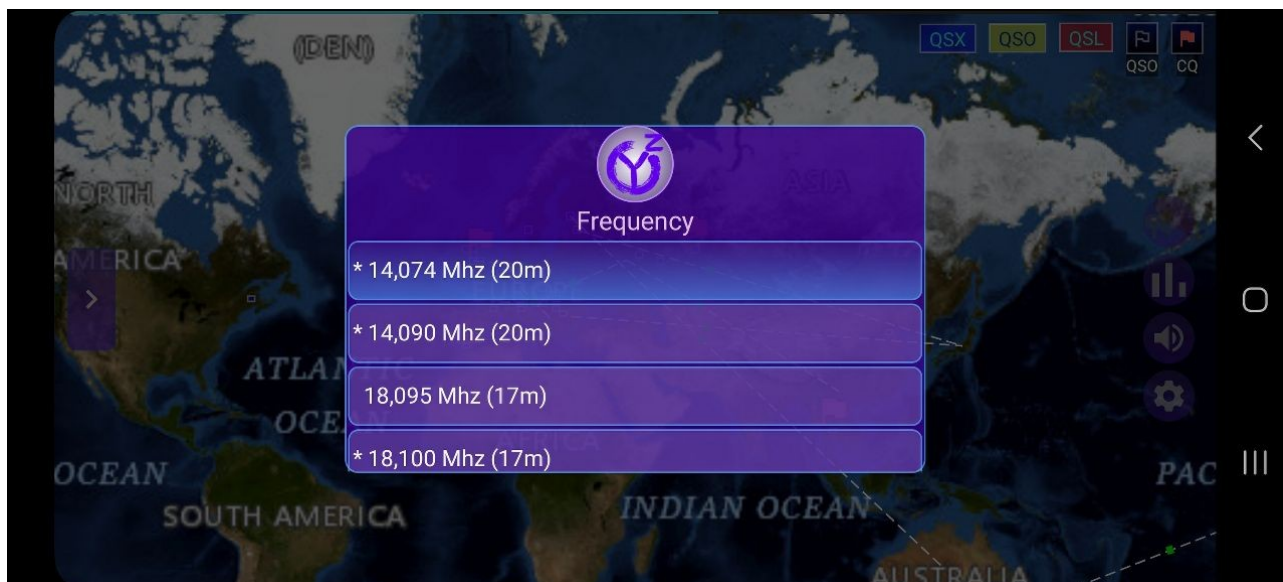 (DEN)
QSX QSO QSL
QSO CQ
NORTH
ASIA
Frequency
AMERICA
* 14,074 Mhz (20m)
* 14,090 Mhz (20m)
ATLANTIC
18,095 Mhz (17m)
OCEAN
AFRICA
* 18,100 Mhz (17m)
OCEAN
PAC
SOUTH AMERICA
INDIAN OCEAN
AUSTRALIA